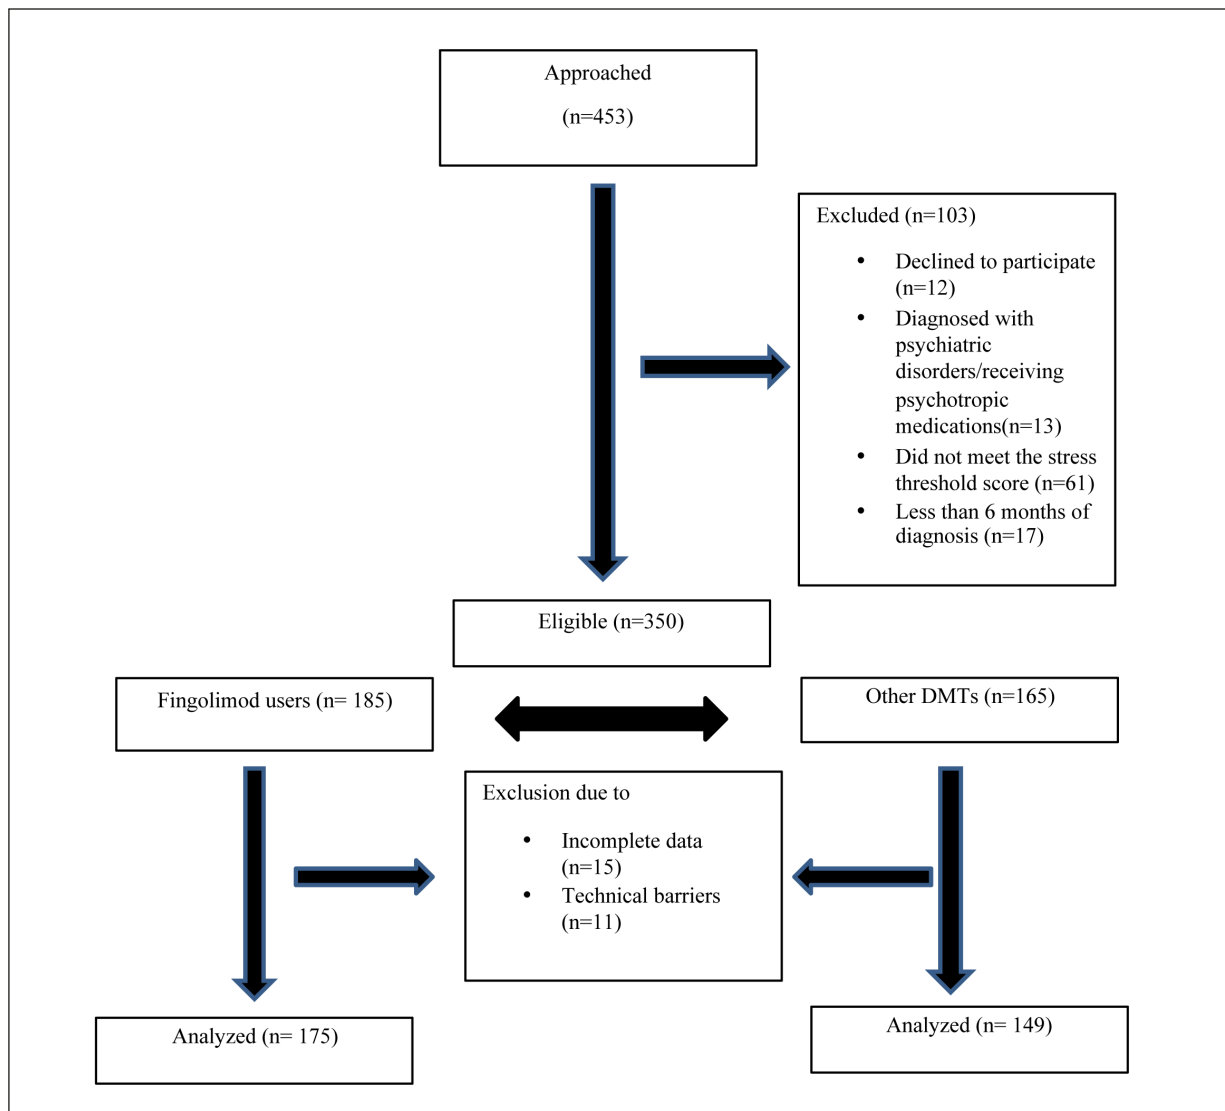 Approached
(n=453)
Excluded (n=103)
• Declined to participate
(n=12)
• Diagnosed with
psychiatric
disorders/receiving
psychotropic
medications(n=13)
• Did not meet the stress
threshold score (n=61)
• Less than 6 months of
diagnosis (n=17)
Eligible (n=350)
Fingolimod users (n= 185)
Other DMTs (n=165)
Exclusion due to
• Incomplete data
(n=15)
• Technical barriers
(n=11)
Analyzed (n= 175)
Analyzed (n= 149)